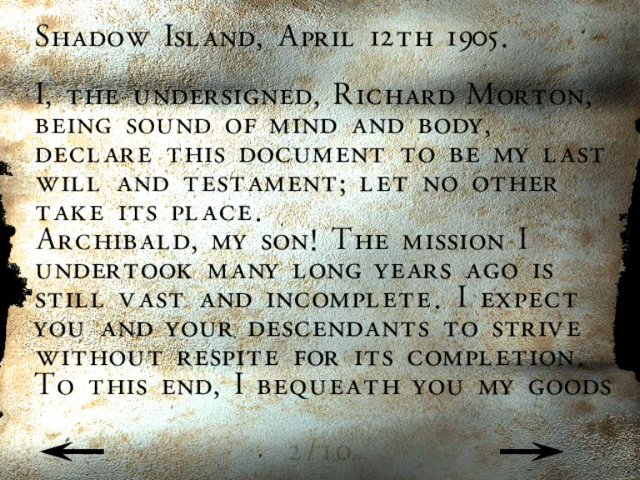 Shadow Island, April 12th 1905.
I, the undersigned, Richard Morton,
being sound of mind and body,
declare this document to be my last
will and testament; let no other
take its place.
Archibald, my son! The mission I
undertook many long years ago is
still vast and incomplete. I expect
you and your descendants to strive
without respite for its completion.
To this end, I bequeath you my goods
2/10